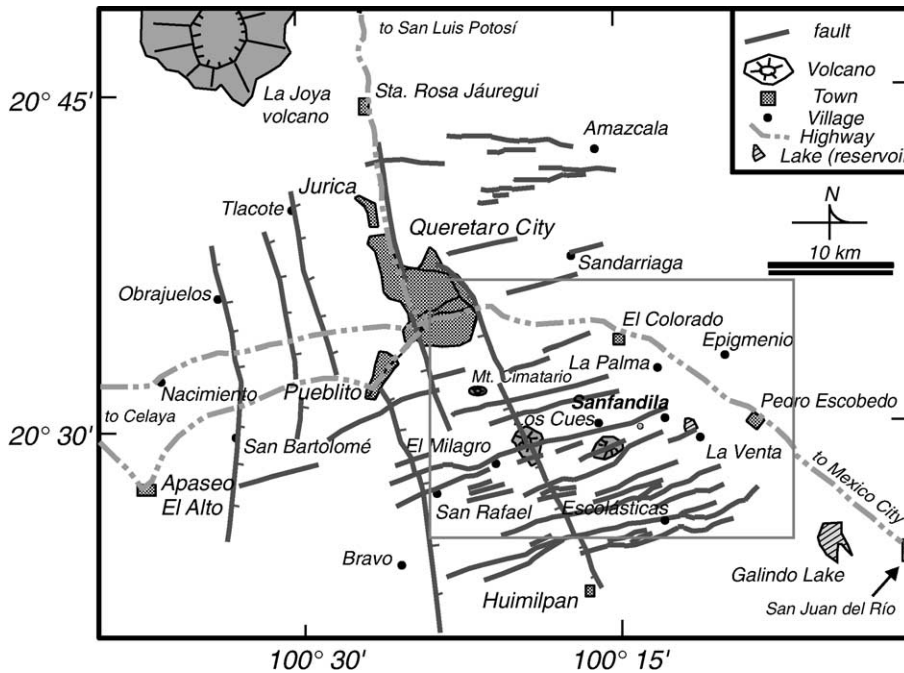 to San Luis Potosí
fault
Volcano
Town
Village
Highway
Lake (reservoir
20° 45'
La Joya
volcano
Sta. Rosa Jáuregui
Amazcala
N
10 km
Jurica
Tlacote
Queretaro City
Sandarriaga
Obrajuelos
El Colorado
Epigmenio
La Palma
Nacimiento
Pueblito
Mt. Cimatario
Sanfandila
Pedro Escobedo
to Celaya
20° 30'
os Cues
San Bartolomé
El Milagro
La Venta
to Mexico City
Apaseo
El Alto
San Rafael
Escolásticas
Bravo
Galindo Lake
Huimilpan
San Juan del Río
100° 30'
100° 15'